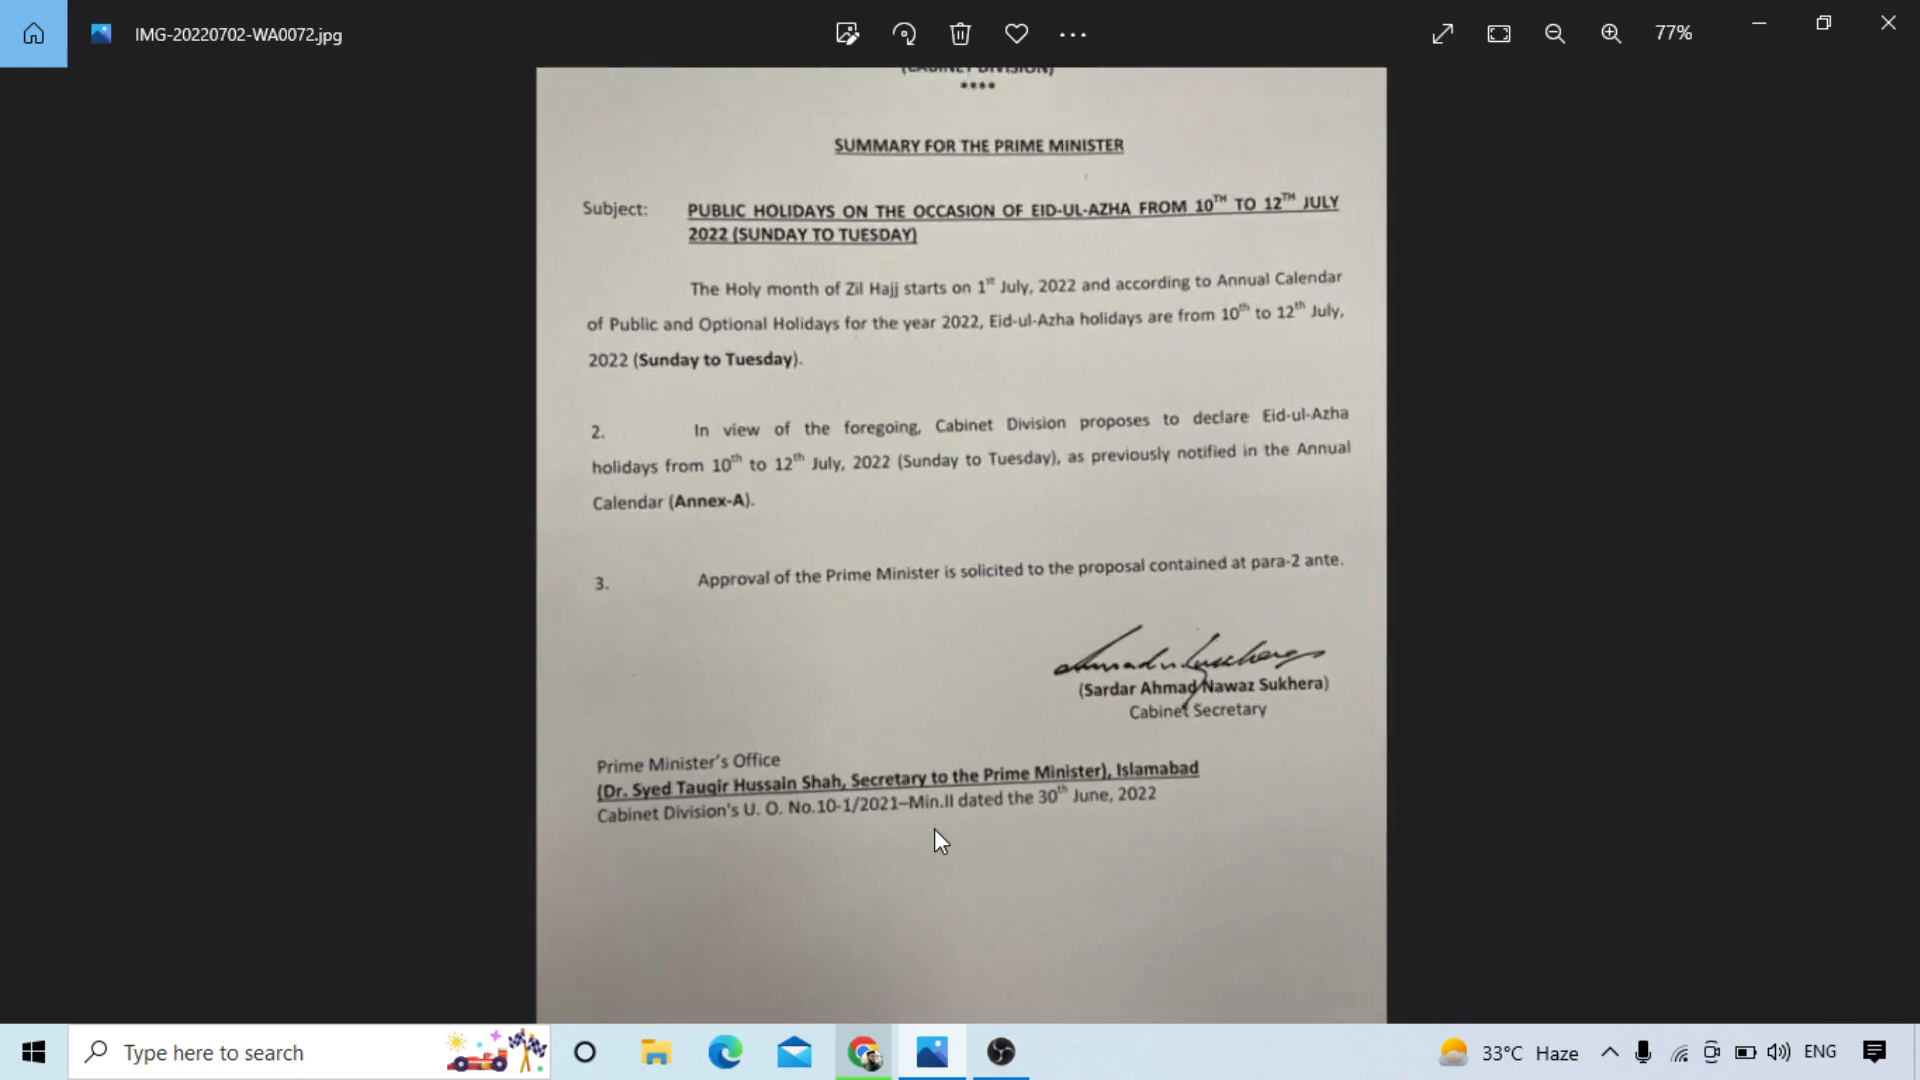 IMG-20220702-WA0072.jpg
77%
(CABINET DIVISION)
****
SUMMARY FOR THE PRIME MINISTER
Subject: PUBLIC HOLIDAYS ON THE OCCASION OF EID-UL-AZHA FROM 10TH TO 12TH JULY
2022 (SUNDAY TO TUESDAY)
The Holy month of Zil Hajj starts on 1st July, 2022 and according to Annual Calendar
of Public and Optional Holidays for the year 2022, Eid-ul-Azha holidays are from 10th to 12th July,
2022 (Sunday to Tuesday).
2. In view of the foregoing, Cabinet Division proposes to declare Eid-ul-Azha
holidays from 10th to 12th July, 2022 (Sunday to Tuesday), as previously notified in the Annual
Calendar (Annex-A).
3. Approval of the Prime Minister is solicited to the proposal contained at para-2 ante.
(Sardar Ahmad Nawaz Sukhera)
Cabinet Secretary
Prime Minister's Office
(Dr. Syed Tauqir Hussain Shah, Secretary to the Prime Minister), Islamabad
Cabinet Division's U. O. No.10-1/2021–Min.II dated the 30th June, 2022
Type here to search
33°C Haze
ENG